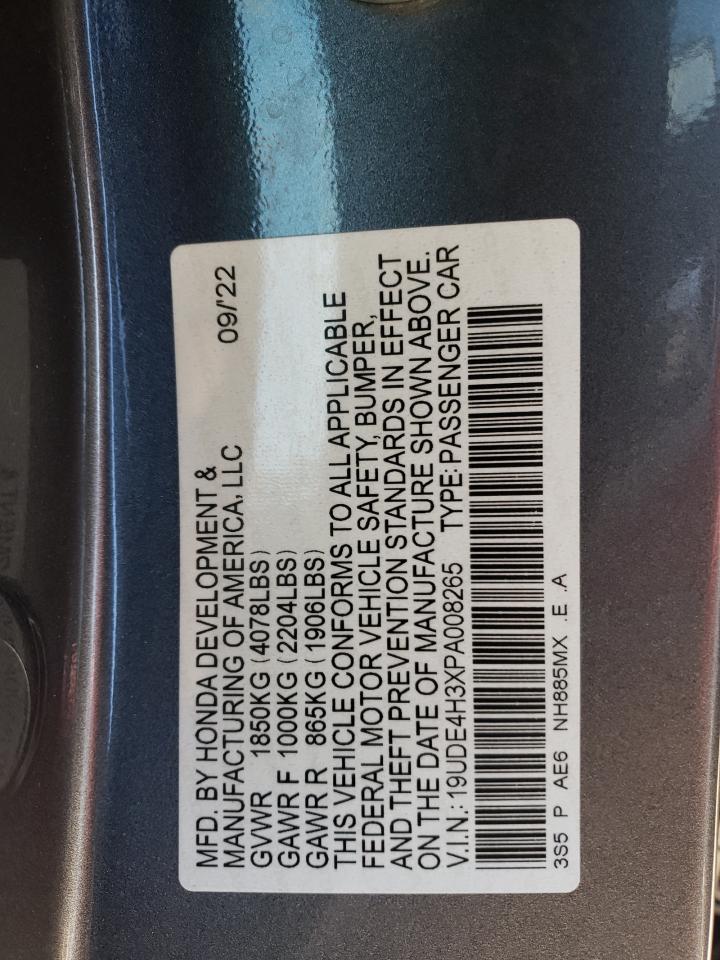 MFD. BY HONDA DEVELOPMENT &
MANUFACTURING OF AMERICA, LLC 09/'22
GVWR 1850KG (4078LBS)
GAWR F 1000KG (2204LBS)
GAWR R 865KG (1906LBS)
THIS VEHICLE CONFORMS TO ALL APPLICABLE
FEDERAL MOTOR VEHICLE SAFETY, BUMPER,
AND THEFT PREVENTION STANDARDS IN EFFECT
ON THE DATE OF MANUFACTURE SHOWN ABOVE.
V.I.N.: 19UDE4H3XPA008265 TYPE: PASSENGER CAR
3S5 P AE6 NH885MX .E .A